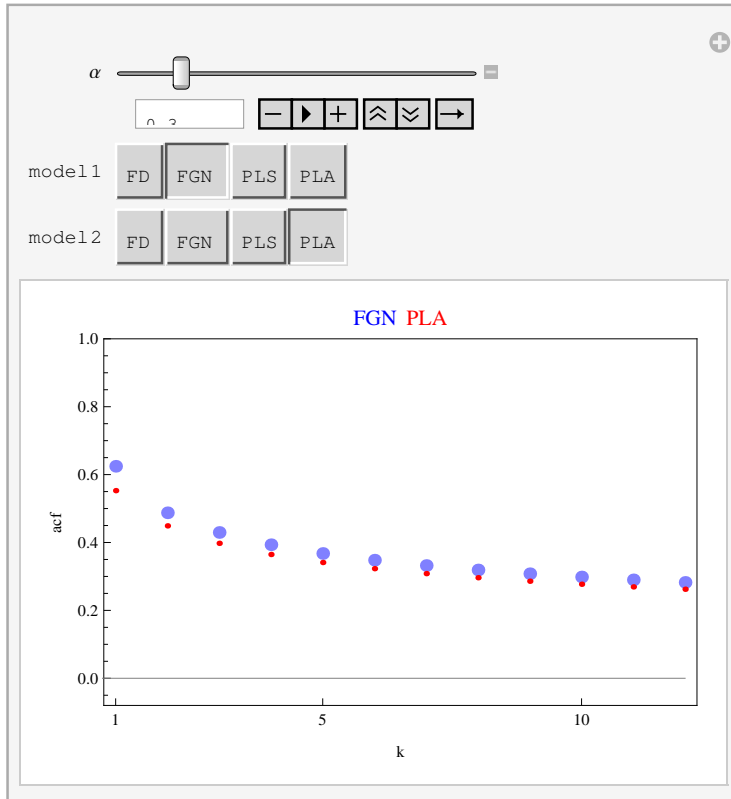 α
model1 FD FGN PLS PLA
model2 FD FGN PLS PLA
FGN PLA
1.0
0.8
0.6
0.4
0.2
0.0
acf
1 5 10
k